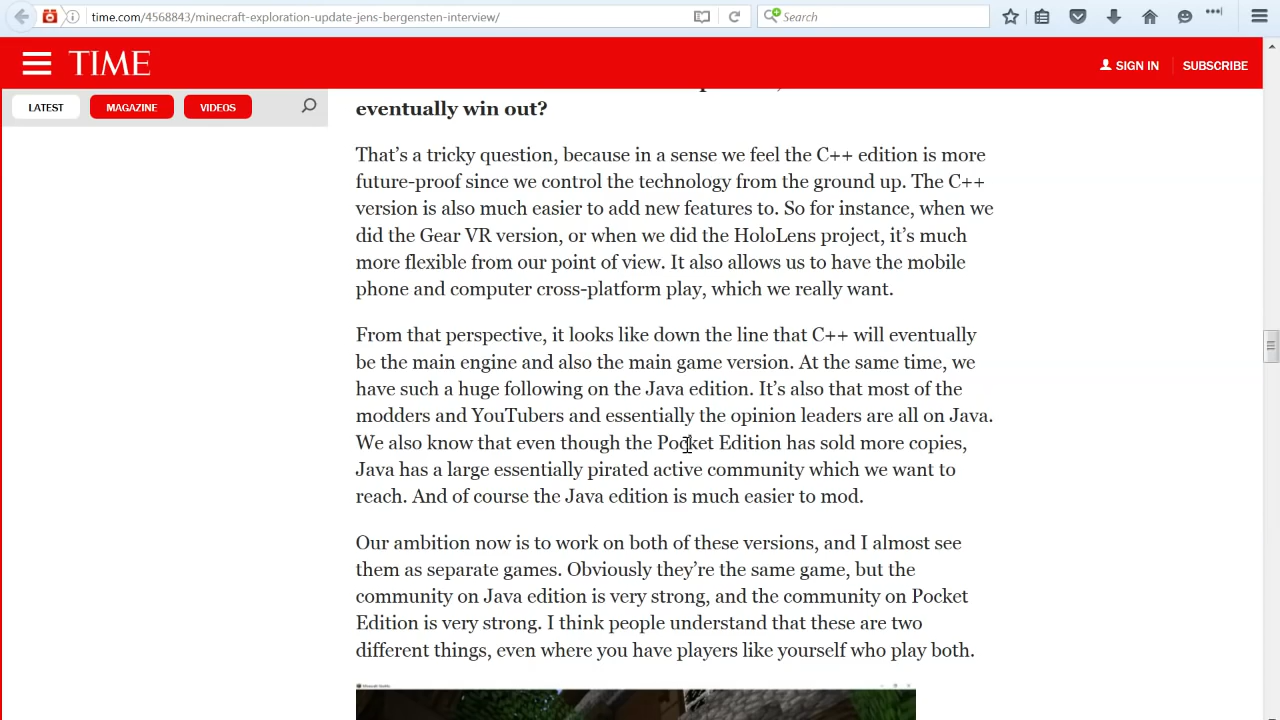 time.com/4568843/minecraft-exploration-update-jens-bergensten-interview/
Search
TIME
SIGN IN
SUBSCRIBE
LATEST
MAGAZINE
VIDEOS
eventually win out?
That’s a tricky question, because in a sense we feel the C++ edition is more
future-proof since we control the technology from the ground up. The C++
version is also much easier to add new features to. So for instance, when we
did the Gear VR version, or when we did the HoloLens project, it’s much
more flexible from our point of view. It also allows us to have the mobile
phone and computer cross-platform play, which we really want.
From that perspective, it looks like down the line that C++ will eventually
be the main engine and also the main game version. At the same time, we
have such a huge following on the Java edition. It’s also that most of the
modders and YouTubers and essentially the opinion leaders are all on Java.
We also know that even though the Pocket Edition has sold more copies,
Java has a large essentially pirated active community which we want to
reach. And of course the Java edition is much easier to mod.
Our ambition now is to work on both of these versions, and I almost see
them as separate games. Obviously they’re the same game, but the
community on Java edition is very strong, and the community on Pocket
Edition is very strong. I think people understand that these are two
different things, even where you have players like yourself who play both.